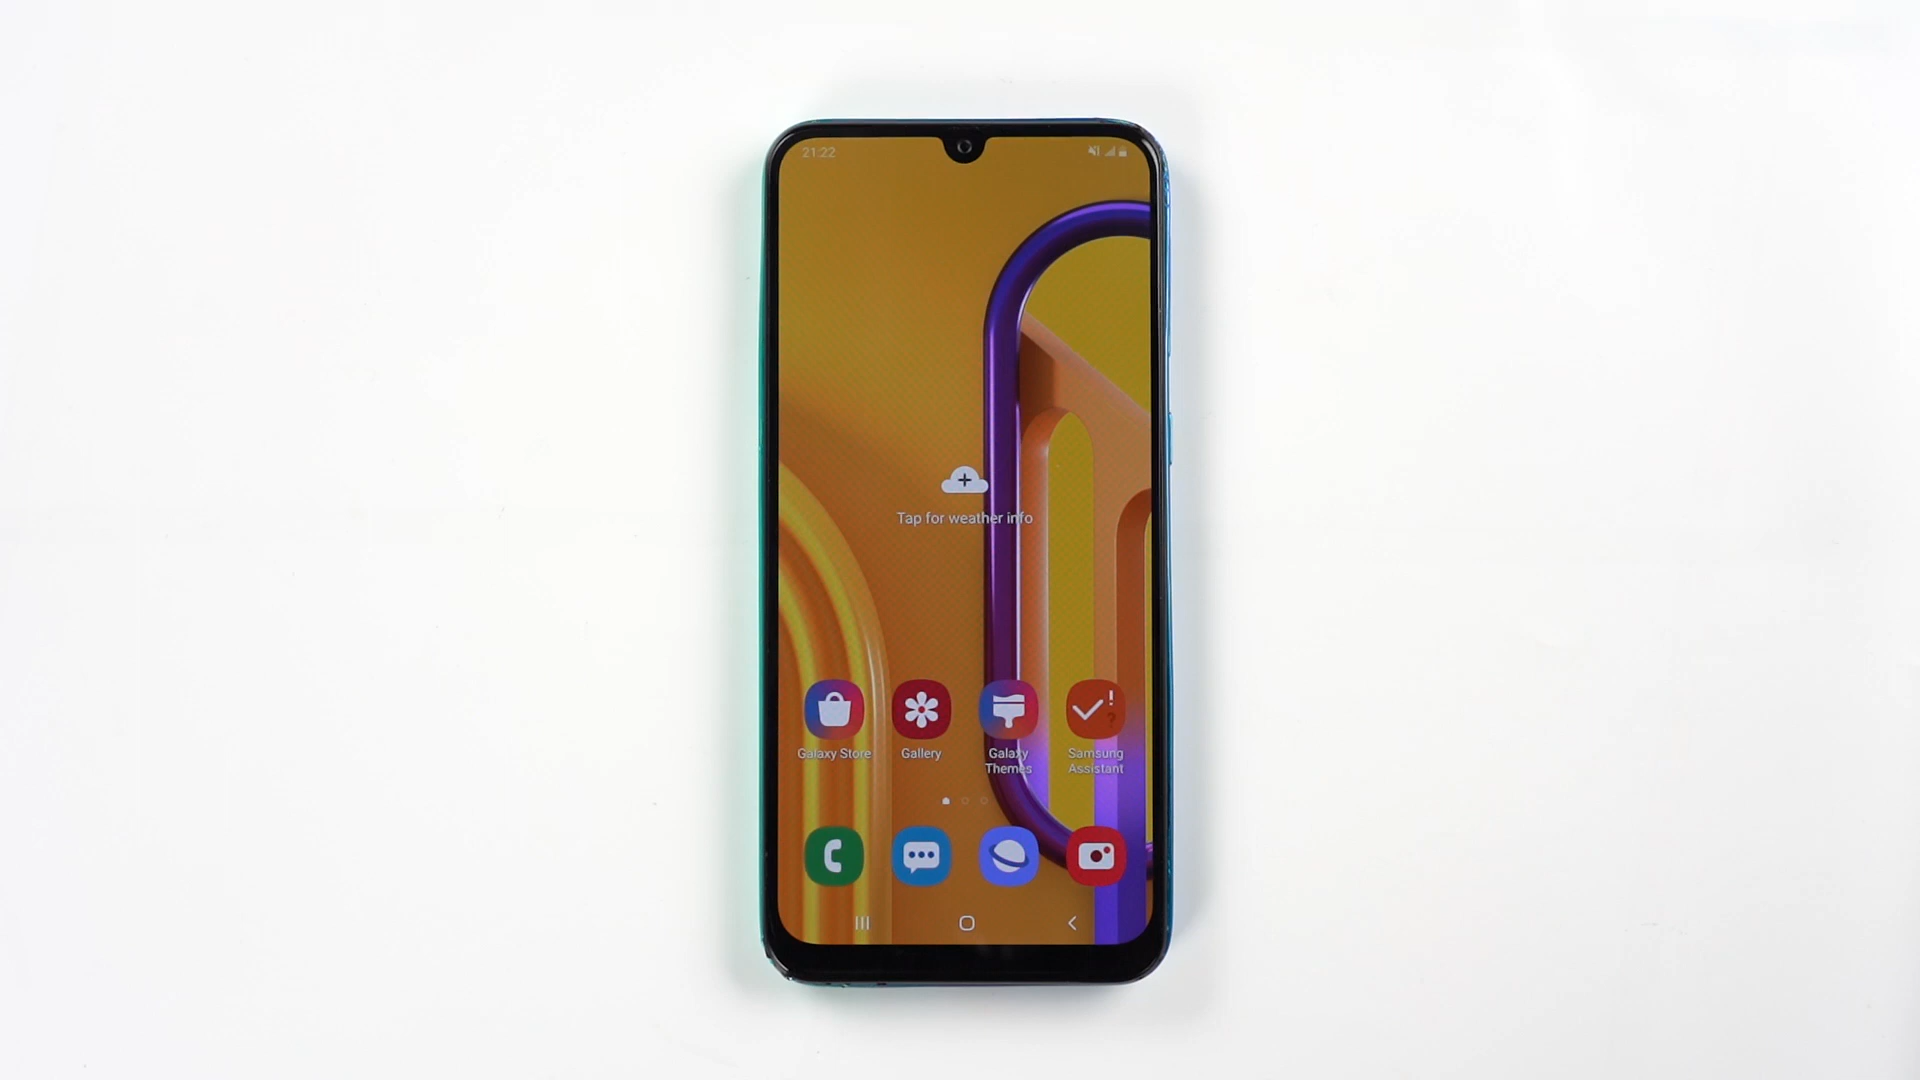 21:22
Tap for weather info
Galaxy Store
Gallery
Galaxy
Themes
Samsung
Assistant